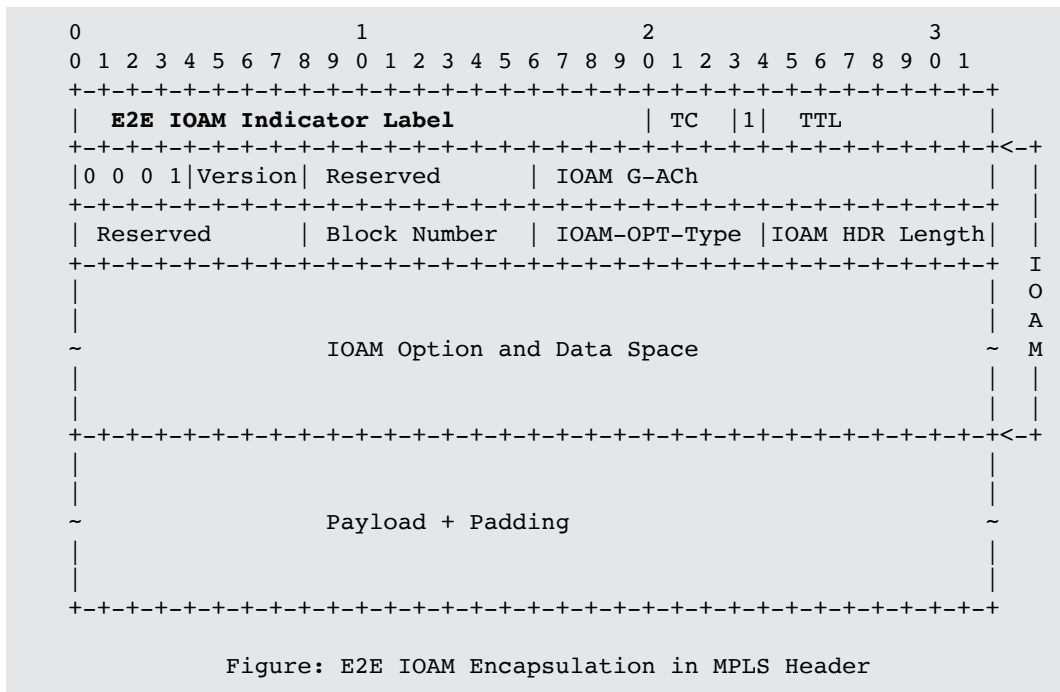 0                   1                   2                   3
0 1 2 3 4 5 6 7 8 9 0 1 2 3 4 5 6 7 8 9 0 1 2 3 4 5 6 7 8 9 0 1
+-+-+-+-+-+-+-+-+-+-+-+-+-+-+-+-+-+-+-+-+-+-+-+-+-+-+-+-+-+-+-+-+
|  E2E IOAM Indicator Label             | TC  |1|  TTL          |
+-+-+-+-+-+-+-+-+-+-+-+-+-+-+-+-+-+-+-+-+-+-+-+-+-+-+-+-+-+-+-+-+<-+
|0 0 0 1|Version| Reserved      | IOAM G-ACh                    |  |
+-+-+-+-+-+-+-+-+-+-+-+-+-+-+-+-+-+-+-+-+-+-+-+-+-+-+-+-+-+-+-+-+  |
| Reserved      | Block Number  | IOAM-OPT-Type |IOAM HDR Length|  |
+-+-+-+-+-+-+-+-+-+-+-+-+-+-+-+-+-+-+-+-+-+-+-+-+-+-+-+-+-+-+-+-+  I
|                                                               |  O
|                                                               |  A
~                 IOAM Option and Data Space                    ~  M
|                                                               |  |
|                                                               |  |
+-+-+-+-+-+-+-+-+-+-+-+-+-+-+-+-+-+-+-+-+-+-+-+-+-+-+-+-+-+-+-+-+<-+
|                                                               |
|                                                               |
~                 Payload + Padding                             ~
|                                                               |
|                                                               |
+-+-+-+-+-+-+-+-+-+-+-+-+-+-+-+-+-+-+-+-+-+-+-+-+-+-+-+-+-+-+-+-+
Figure: E2E IOAM Encapsulation in MPLS Header